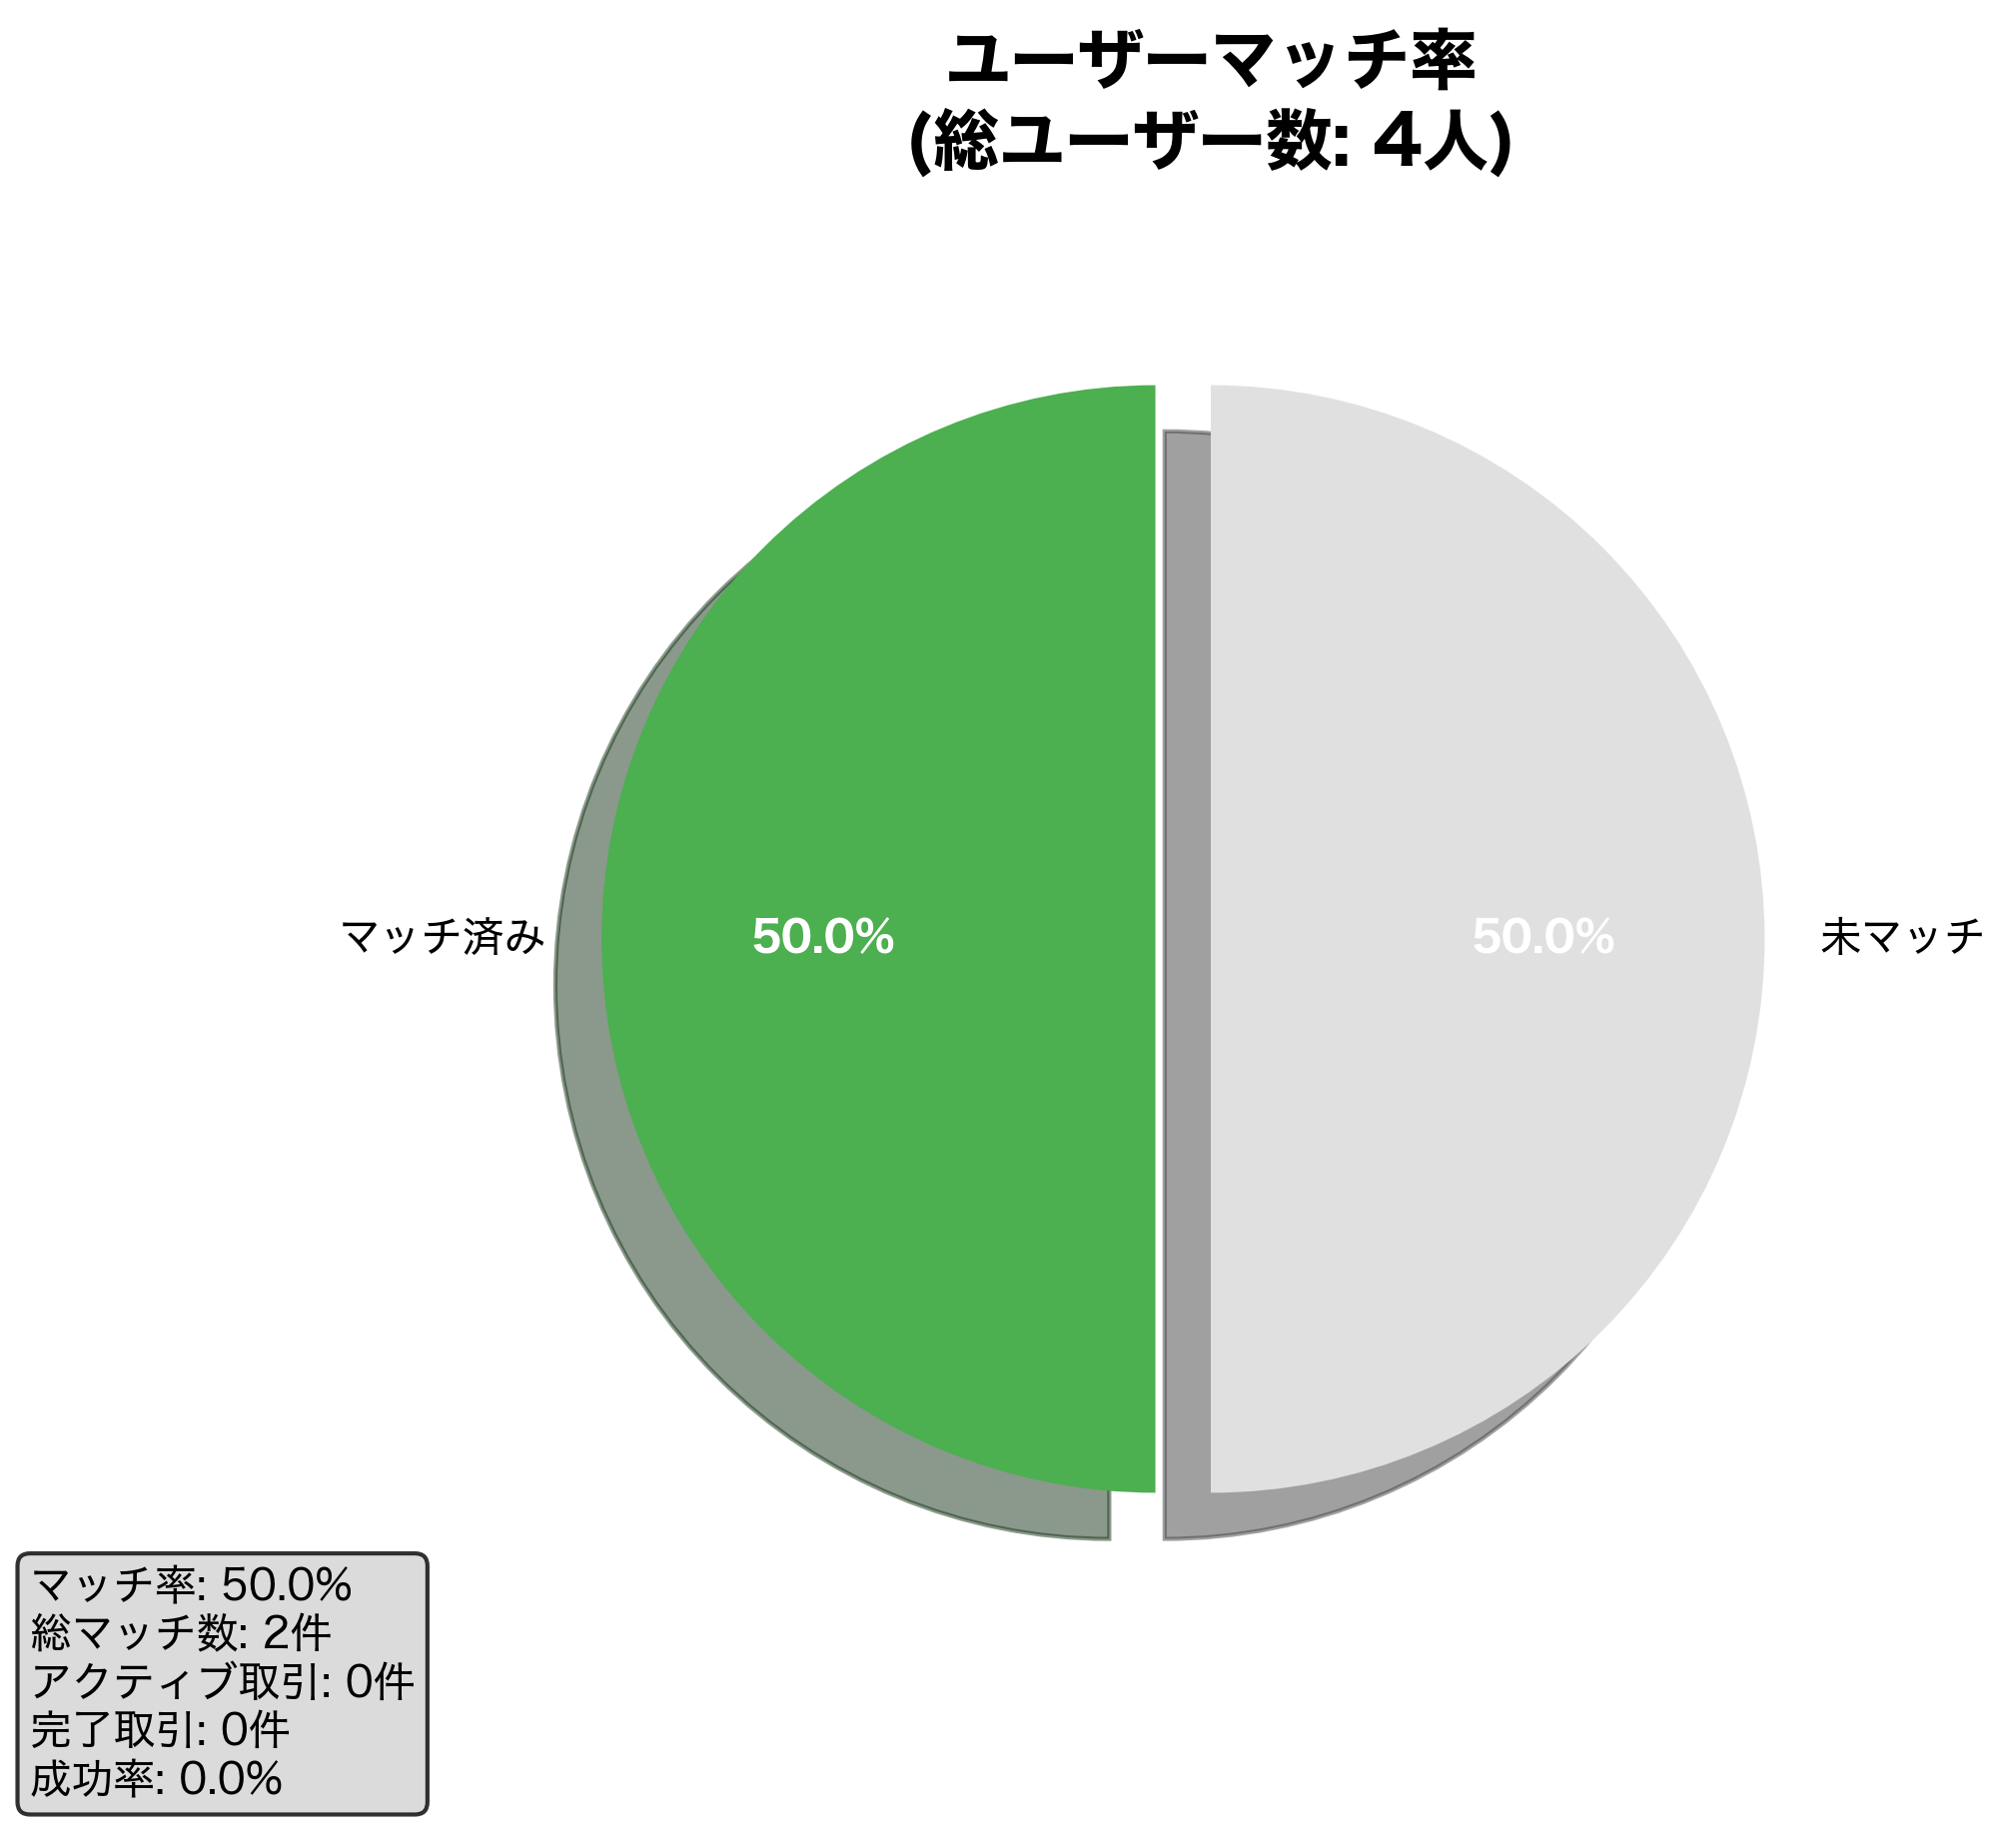 ユーザーマッチ率
(総ユーザー数: 4人)
マッチ済み
50.0%
50.0%
未マッチ
マッチ率: 50.0%
総マッチ数: 2件
アクティブ取引: 0件
完了取引: 0件
成功率: 0.0%